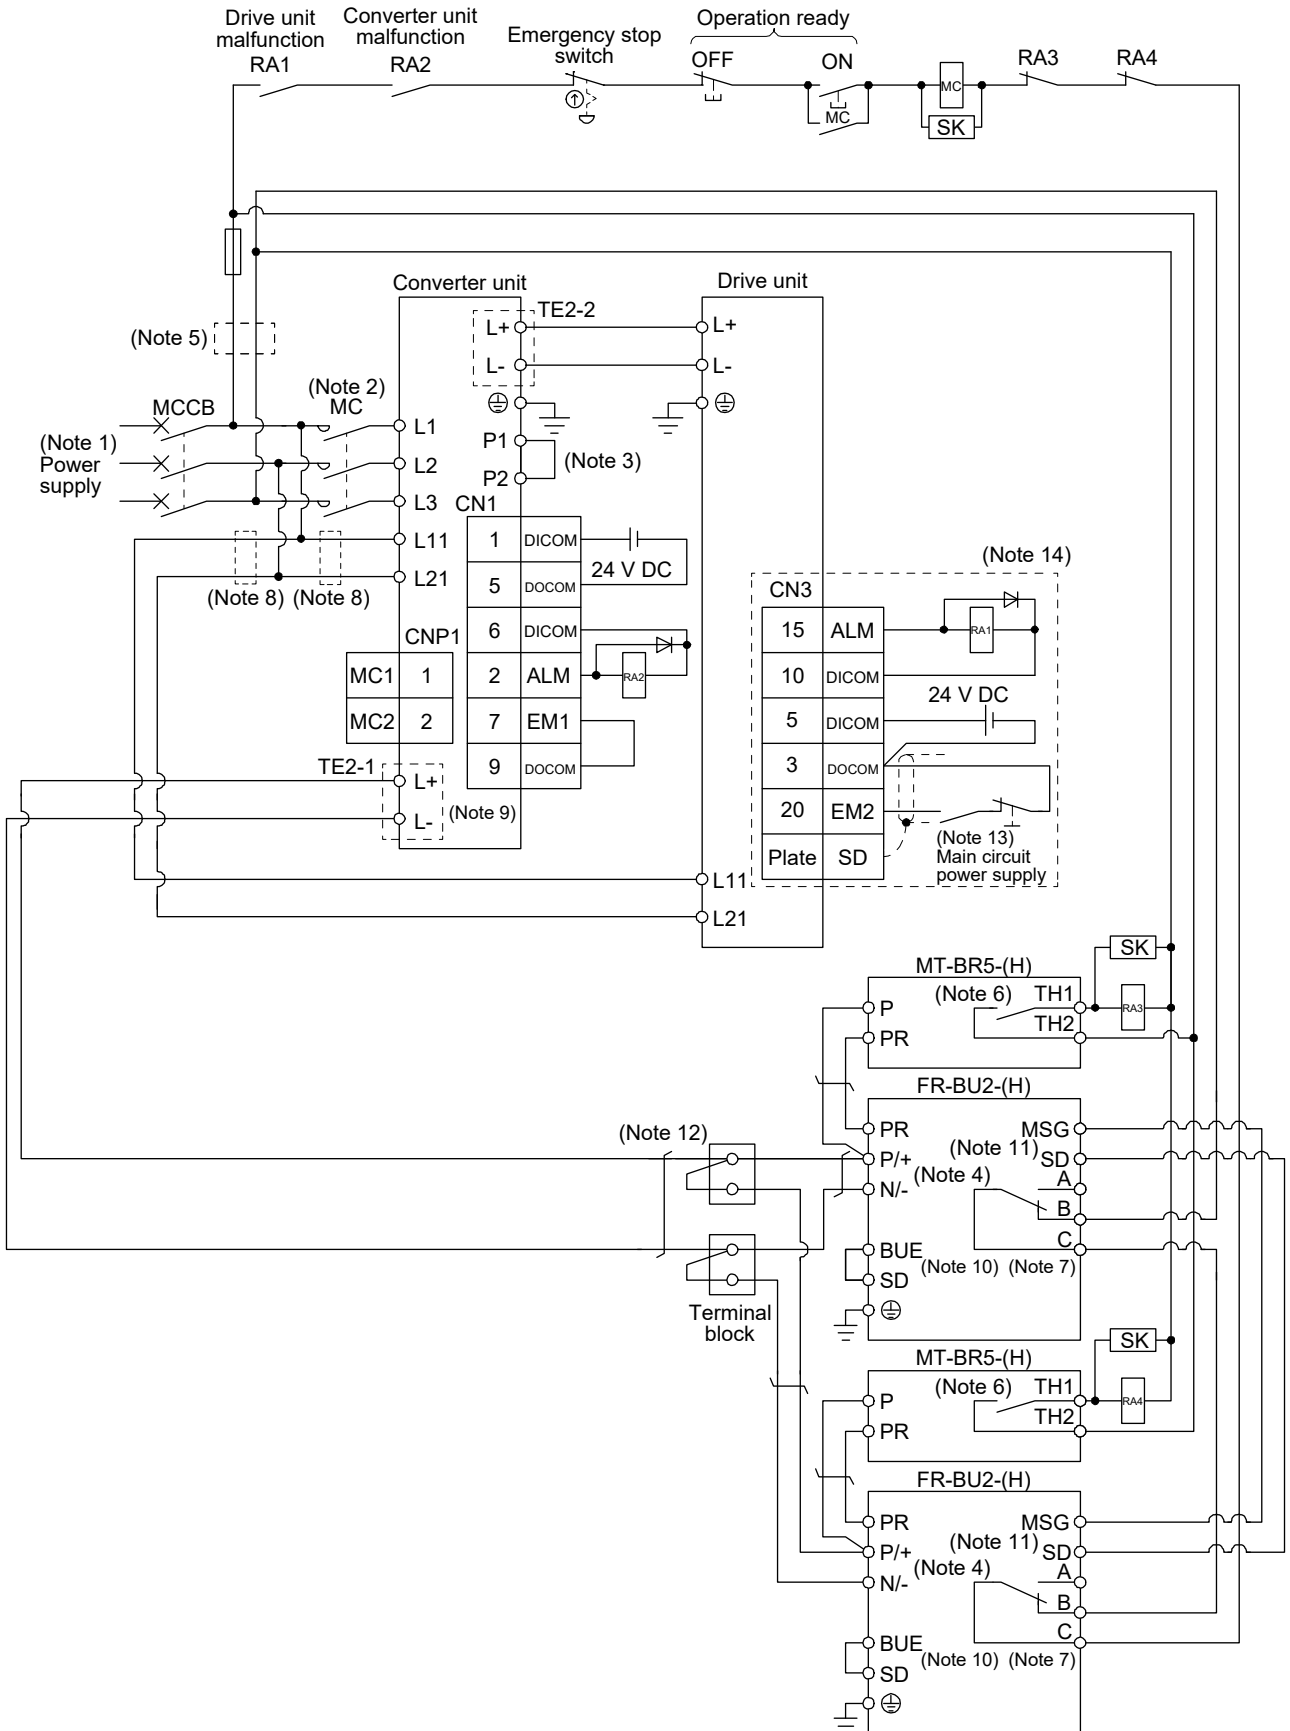 Drive unit
malfunction
RA1
Converter unit
malfunction
RA2
Emergency stop
switch
Operation ready
OFF
ON
MC
MC
SK
RA3
RA4
Converter unit
Drive unit
TE2-2
L+
L-
L+
L-
(Note 5)
(Note 2)
MC
MCCB
(Note 1)
Power
supply
L1
L2
L3
L11
L21
P1
P2
(Note 3)
(Note 8)
(Note 8)
CN1
1
DICOM
5
DOCOM
24 V DC
6
DICOM
2
ALM
RA2
7
EM1
9
DOCOM
CNP1
MC1
1
MC2
2
TE2-1
L+
L-
(Note 9)
(Note 14)
CN3
15
ALM
RA1
10
DICOM
24 V DC
5
DICOM
3
DOCOM
20
EM2
Plate
SD
(Note 13)
Main circuit
power supply
L11
L21
SK
MT-BR5-(H)
P
(Note 6)
TH1
RA3
TH2
PR
FR-BU2-(H)
PR
MSG
(Note 11)
P/+
SD
(Note 4)
A
N/-
B
C
BUE
(Note 10)
(Note 7)
SD
(Note 12)
Terminal
block
SK
MT-BR5-(H)
P
(Note 6)
TH1
RA4
TH2
PR
FR-BU2-(H)
PR
MSG
(Note 11)
P/+
SD
(Note 4)
A
N/-
B
C
BUE
(Note 10)
(Note 7)
SD